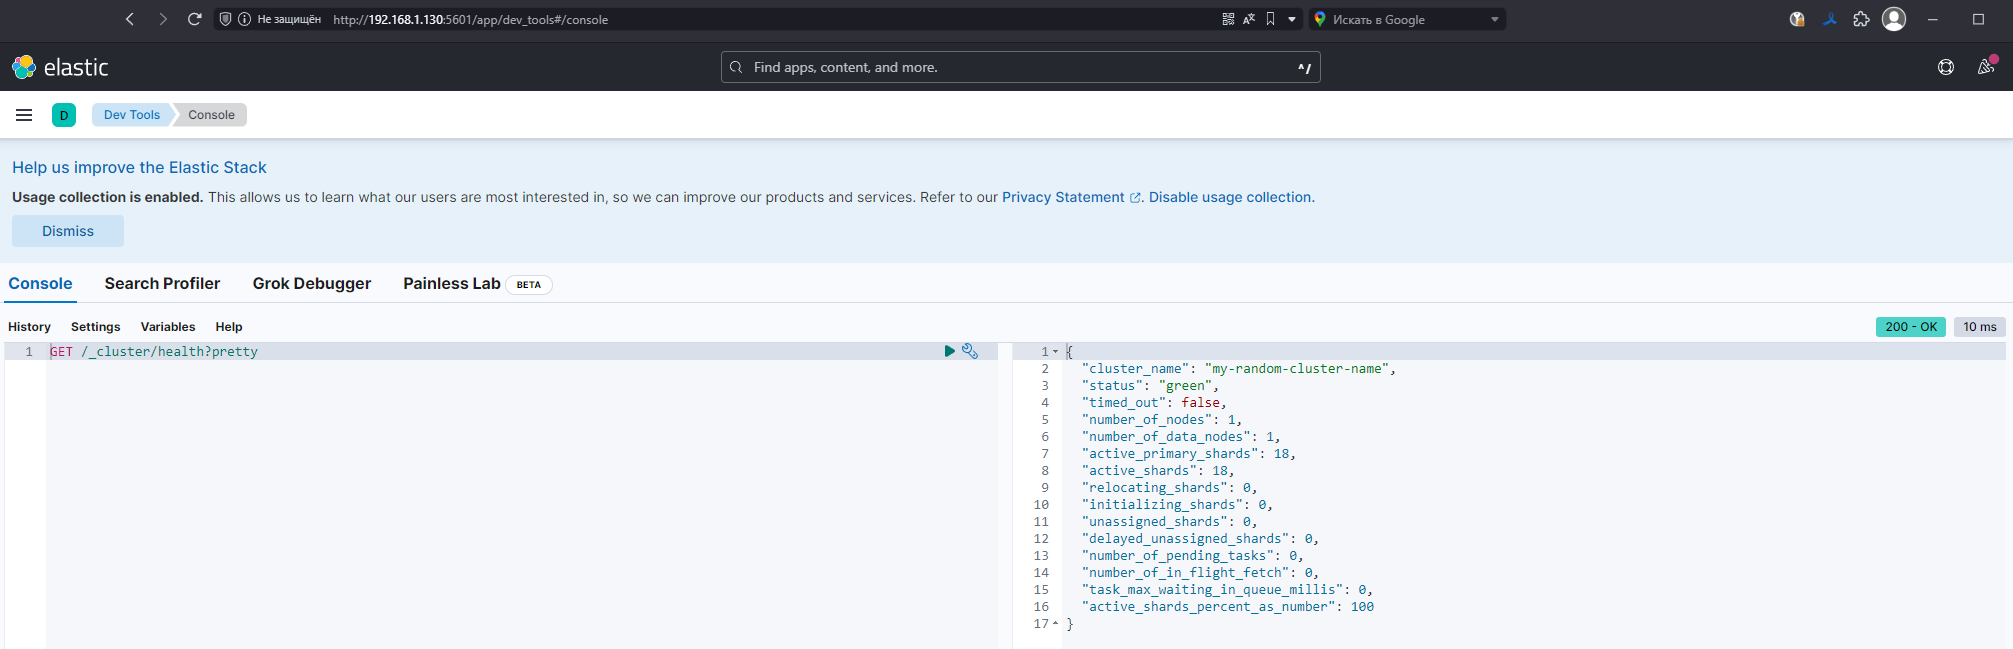 Не защищён http://192.168.1.130:5601/app/dev_tools#/console Искать в Google
elastic Find apps, content, and more. ^/
D Dev Tools Console
Help us improve the Elastic Stack
Usage collection is enabled. This allows us to learn what our users are most interested in, so we can improve our products and services. Refer to our Privacy Statement. Disable usage collection.
Dismiss
Console Search Profiler Grok Debugger Painless Lab BETA
History Settings Variables Help 200 - OK 10 ms
1 GET /_cluster/health?pretty
1 {
2 "cluster_name": "my-random-cluster-name",
3 "status": "green",
4 "timed_out": false,
5 "number_of_nodes": 1,
6 "number_of_data_nodes": 1,
7 "active_primary_shards": 18,
8 "active_shards": 18,
9 "relocating_shards": 0,
10 "initializing_shards": 0,
11 "unassigned_shards": 0,
12 "delayed_unassigned_shards": 0,
13 "number_of_pending_tasks": 0,
14 "number_of_in_flight_fetch": 0,
15 "task_max_waiting_in_queue_millis": 0,
16 "active_shards_percent_as_number": 100
17 }